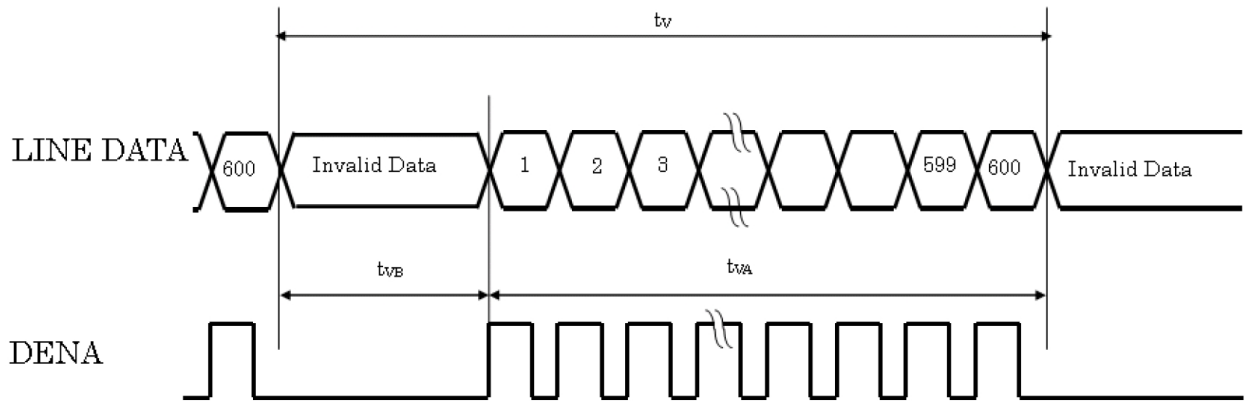 tV
LINE DATA
600
Invalid Data
1
2
3
599
600
Invalid Data
tVB
tVA
DENA